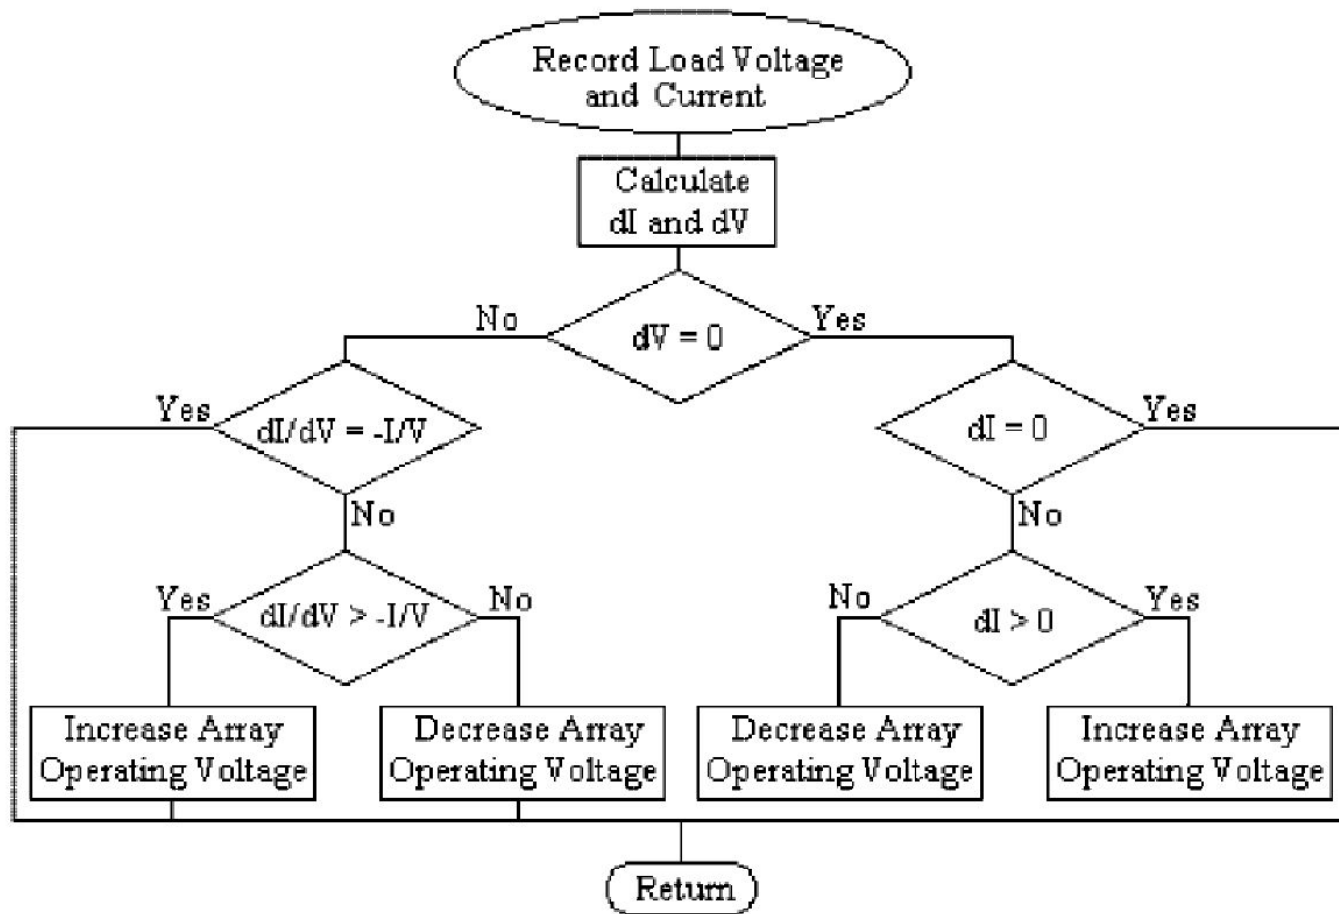 Record Load Voltage
and Current
Calculate
dI and dV
No
dV = 0
Yes
Yes
dI/dV = -I/V
dI = 0
Yes
No
No
Yes
dI/dV > -I/V
No
No
dI > 0
Yes
Increase Array
Operating Voltage
Decrease Array
Operating Voltage
Decrease Array
Operating Voltage
Increase Array
Operating Voltage
Return